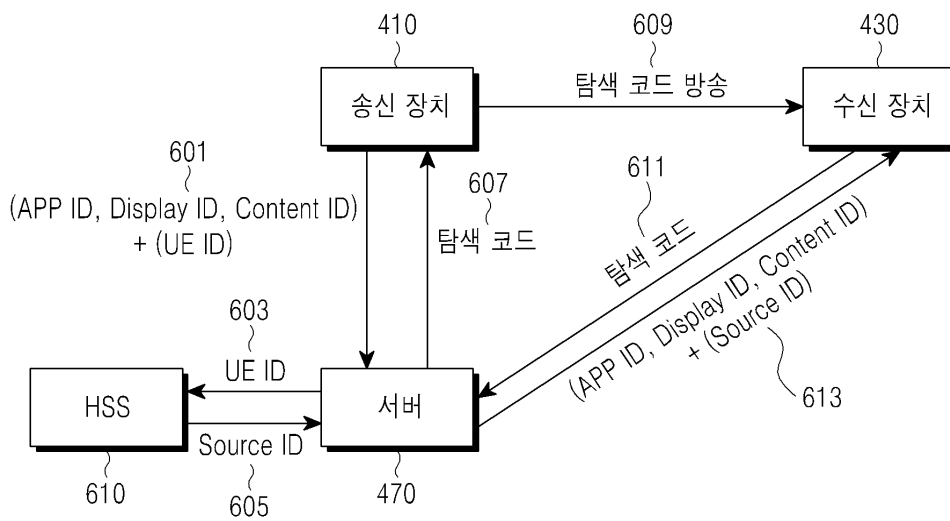 410
609
430
송신 장치
탐색 코드 방송
수신 장치
601
(APP ID, Display ID, Content ID)
+ (UE ID)
607
탐색 코드
611
탐색 코드
(APP ID, Display ID, Content ID)
+ (Source ID)
613
603
UE ID
HSS
서버
Source ID
610
605
470